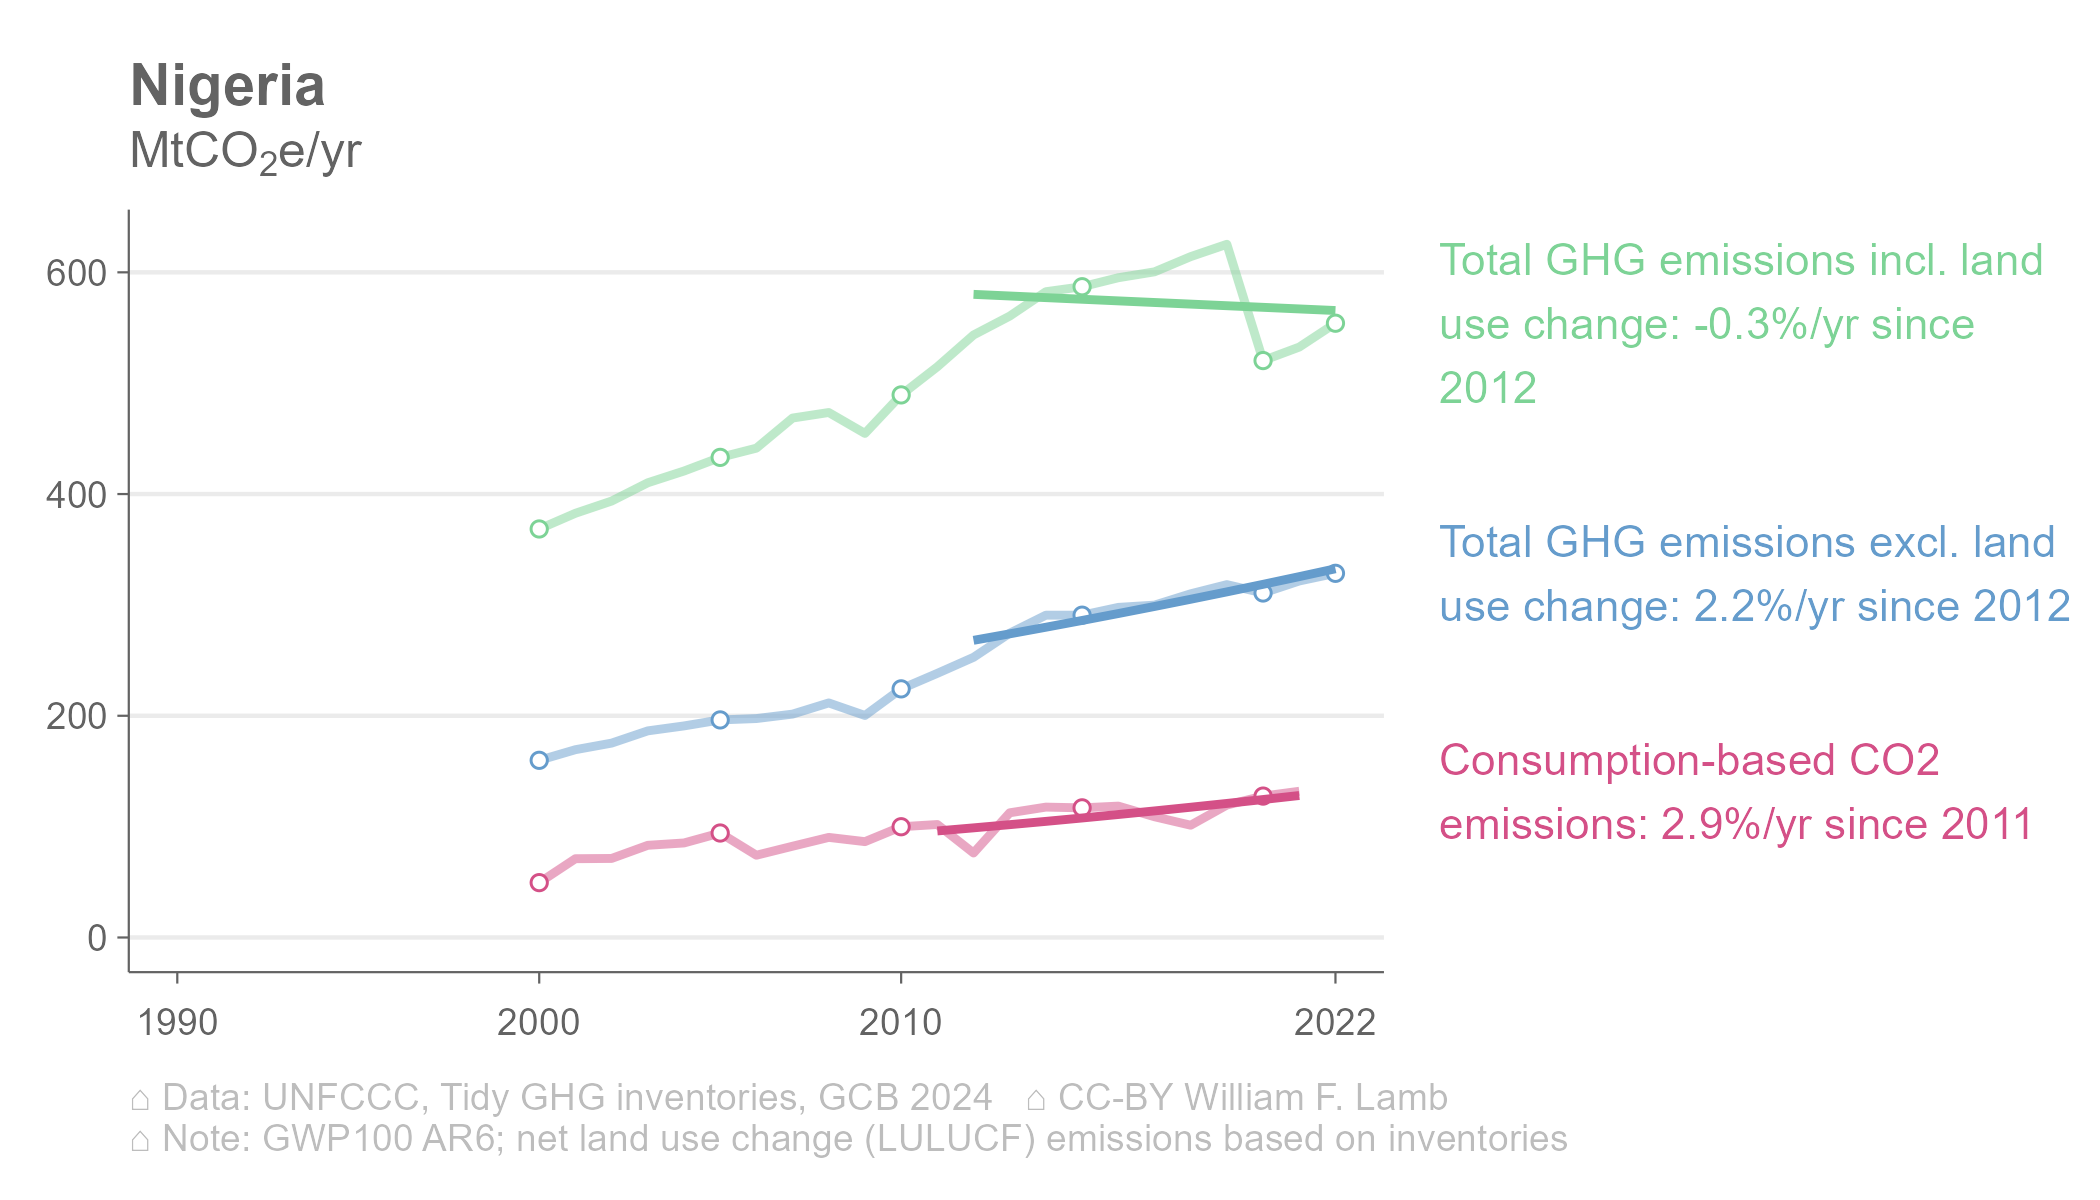 Nigeria
MtCO₂e/yr
600
400
200
0
1990 2000 2010 2022
Total GHG emissions incl. land
use change: -0.3%/yr since
2012
Total GHG emissions excl. land
use change: 2.2%/yr since 2012
Consumption-based CO2
emissions: 2.9%/yr since 2011
⌂ Data: UNFCCC, Tidy GHG inventories, GCB 2024 ⌂ CC-BY William F. Lamb
⌂ Note: GWP100 AR6; net land use change (LULUCF) emissions based on inventories